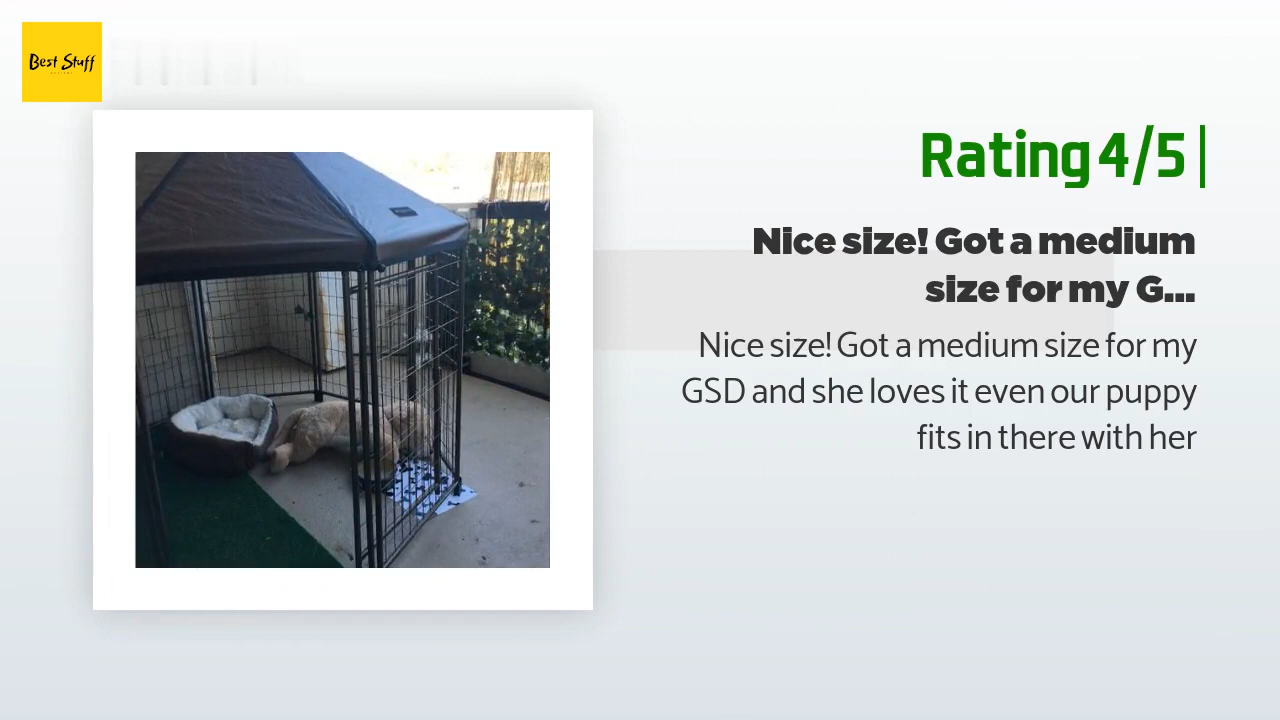 Best Stuff
Rating 4/5
Nice size! Got a medium
size for my G...
Nice size! Got a medium size for my
GSD and she loves it even our puppy
fits in there with her